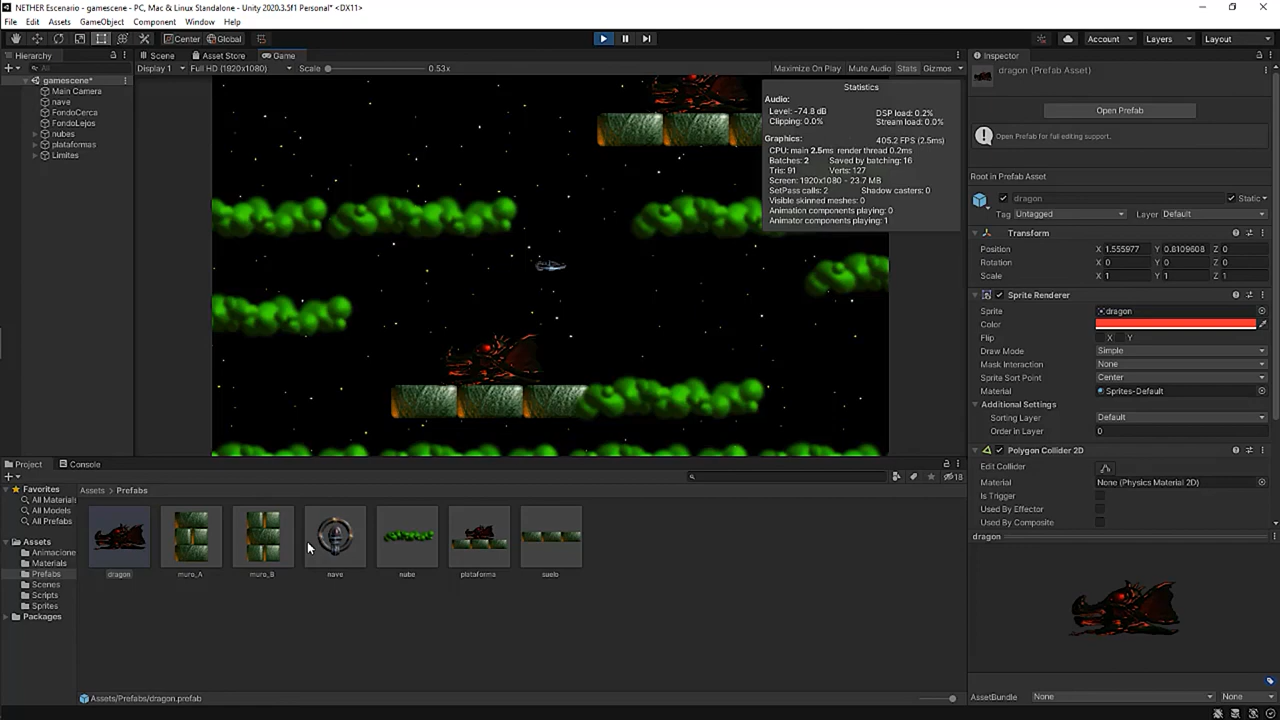 NETHER Escenario - gamescene - PC, Mac & Linux Standalone - Unity 2020.3.5f1 Personal* <DX11>
File Edit Assets GameObject Component Window Help
Center Global Account Layers Layout
Hierarchy Scene Asset Store Game Inspector
All Display 1 Full HD (1920x1080) Scale 0.53x Maximize On Play Mute Audio Stats Gizmos dragon (Prefab Asset)
gamescene*
Main Camera
nave
FondoCerca
FondoLejos
nubes
plataformas
Limites
Statistics
Audio:
Level: -74.8 dB DSP load: 0.2%
Clipping: 0.0% Stream load: 0.0%
Graphics: 405.2 FPS (2.5ms)
CPU: main 2.5ms render thread 0.2ms
Batches: 2 Saved by batching: 16
Tris: 91 Verts: 127
Screen: 1920x1080 - 23.7 MB
SetPass calls: 2 Shadow casters: 0
Visible skinned meshes: 0
Animation components playing: 0
Animator components playing: 1
Open Prefab
Open Prefab for full editing support.
Root in Prefab Asset
dragon Static
Tag Untagged Layer Default
Transform
Position X 1.555977 Y 0.8109608 Z 0
Rotation X 0 Y 0 Z 0
Scale X 1 Y 1 Z 1
Sprite Renderer
Sprite dragon
Color
Flip X Y
Draw Mode Simple
Mask Interaction None
Sprite Sort Point Center
Material Sprites-Default
Additional Settings
Sorting Layer Default
Order in Layer 0
Polygon Collider 2D
Edit Collider
Material None (Physics Material 2D)
Is Trigger
Used By Effector
Used By Composite
dragon
Project Console
18
Favorites
All Material
All Models
All Prefabs
Assets
Animacione
Materials
Prefabs
Scenes
Scripts
Sprites
Packages
Assets > Prefabs
dragon muro_A muro_B nave nube plataforma suelo
Assets/Prefabs/dragon.prefab
AssetBundle None None